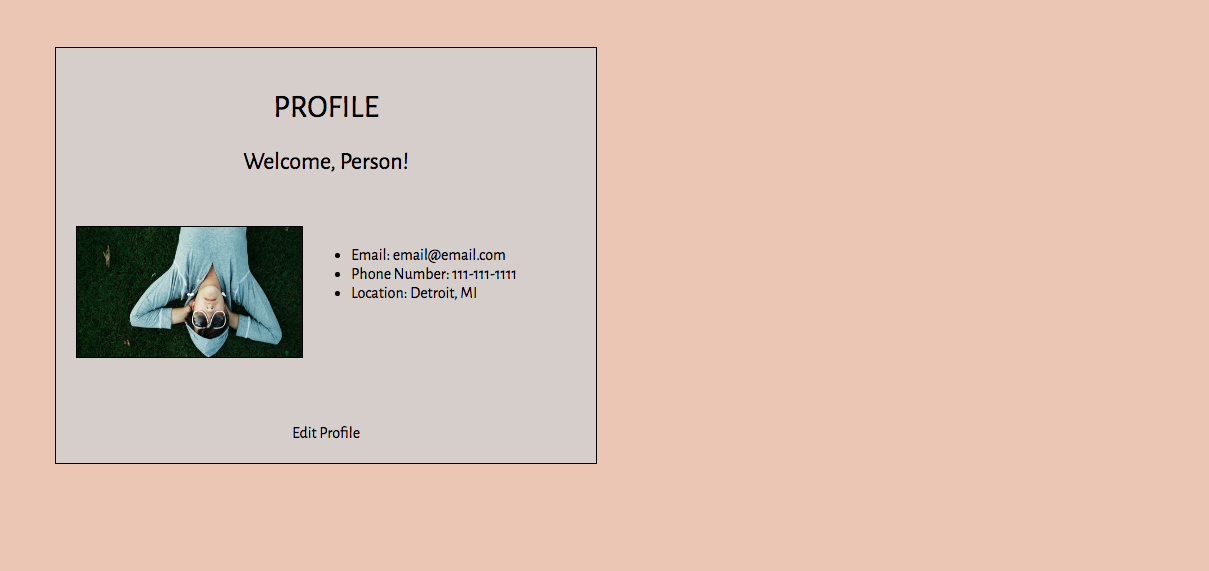 PROFILE
Welcome, Person!
Email: email@email.com
Phone Number: 111-111-1111
Location: Detroit, MI
Edit Profile